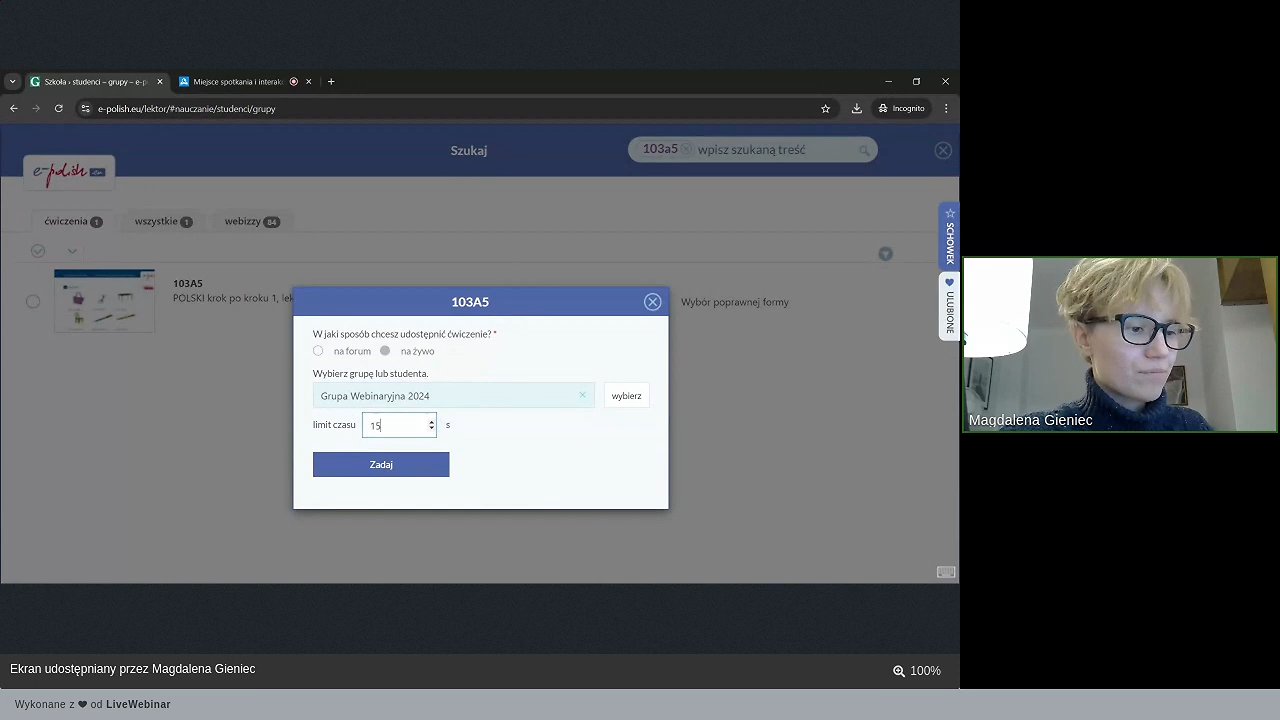 Szkoła › studenci – grupy – e-p
Miejsce spotkania i interak
e-polish.eu/lektor/#nauczanie/studenci/grupy
Incognito
e-polish.eu
Szukaj
103a5
wpisz szukaną treść
ćwiczenia 1
wszystkie 1
webizzy 84
SCHOWEK
ULUBIONE
103A5
POLSKI krok po kroku 1, lek
Wybór poprawnej formy
103A5
W jaki sposób chcesz udostępnić ćwiczenie? *
na forum
na żywo
Wybierz grupę lub studenta.
Grupa Webinaryjna 2024
wybierz
limit czasu
15
s
Zadaj
Magdalena Gieniec
Ekran udostępniany przez Magdalena Gieniec
100%
Wykonane z ❤ od LiveWebinar